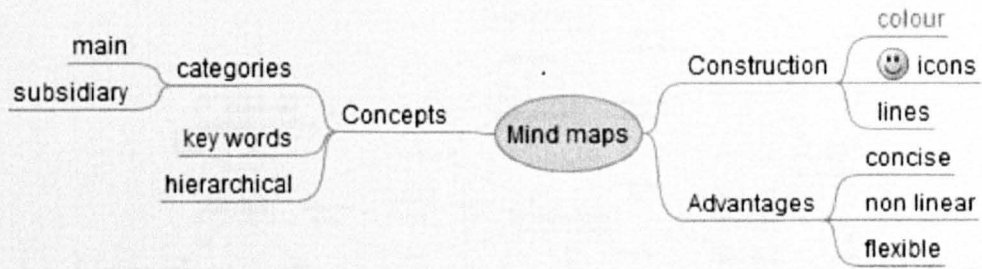 Mind maps
Concepts
categories
main
subsidiary
key words
hierarchical
Construction
colour
icons
lines
Advantages
concise
non linear
flexible